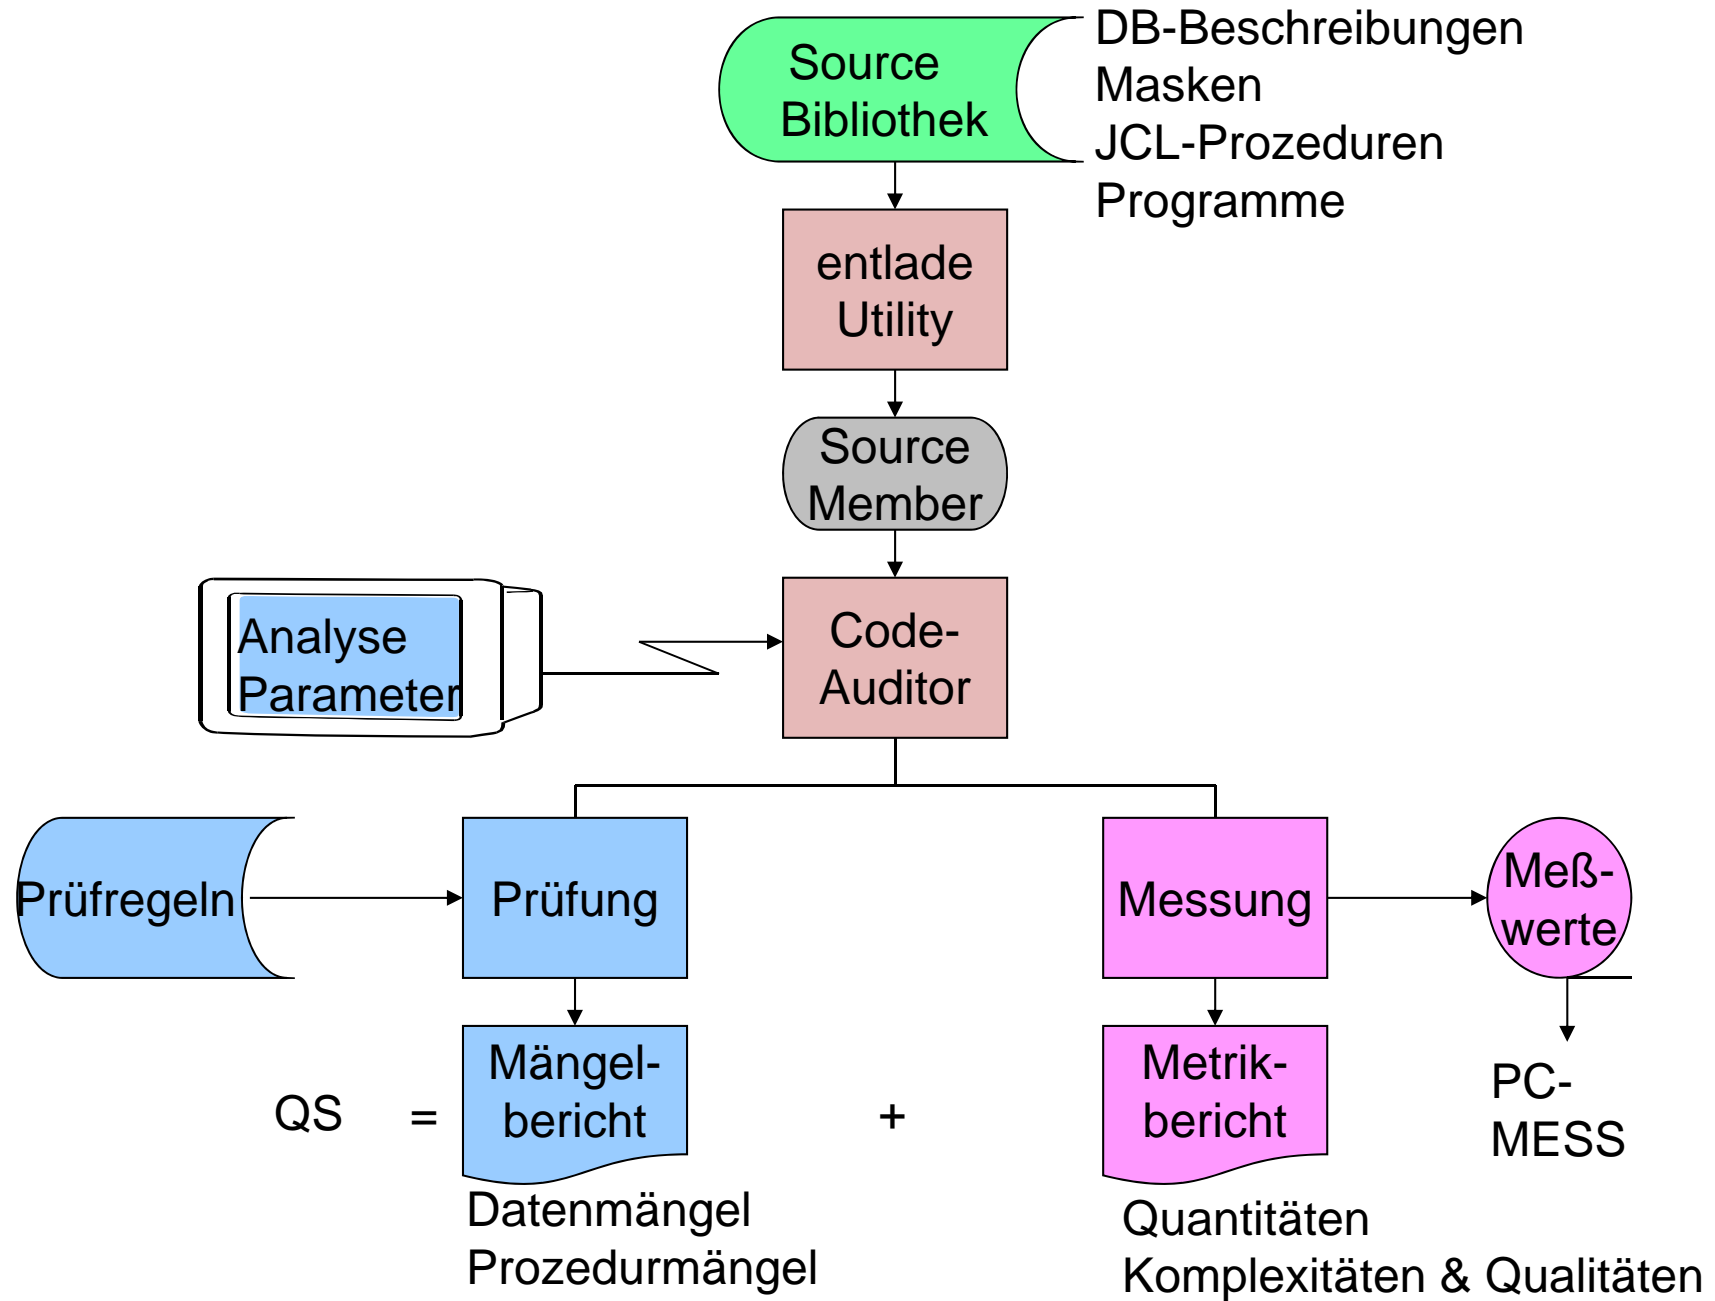 Source
Bibliothek
DB-Beschreibungen
Masken
JCL-Prozeduren
Programme
entlade
Utility
Source
Member
Analyse
Parameter
Code-
Auditor
Prüfregeln
Prüfung
Messung
Meß-
werte
QS =
Mängel-
bericht
+
Metrik-
bericht
PC-
MESS
Datenmängel
Prozedurmängel
Quantitäten
Komplexitäten & Qualitäten